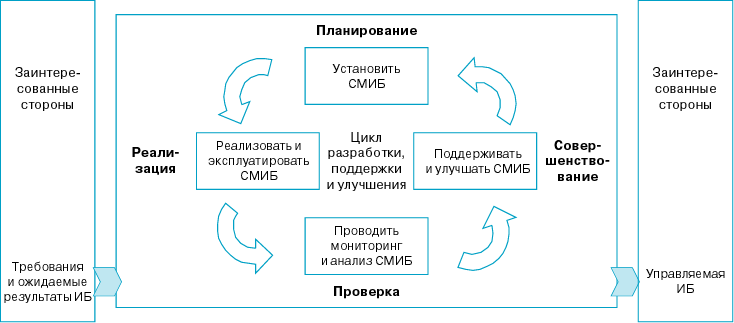 Заинтере-
сованные
стороны
Требования
и ожидаемые
результаты ИБ
Планирование
Установить
СМИБ
Реали-
зация
Реализовать и
эксплуатировать
СМИБ
Цикл
разработки,
поддержки
и улучшения
Поддерживать
и улучшать СМИБ
Совер-
шенство-
вание
Проводить
мониторинг
и анализ СМИБ
Проверка
Заинтере-
сованные
стороны
Управляемая
ИБ